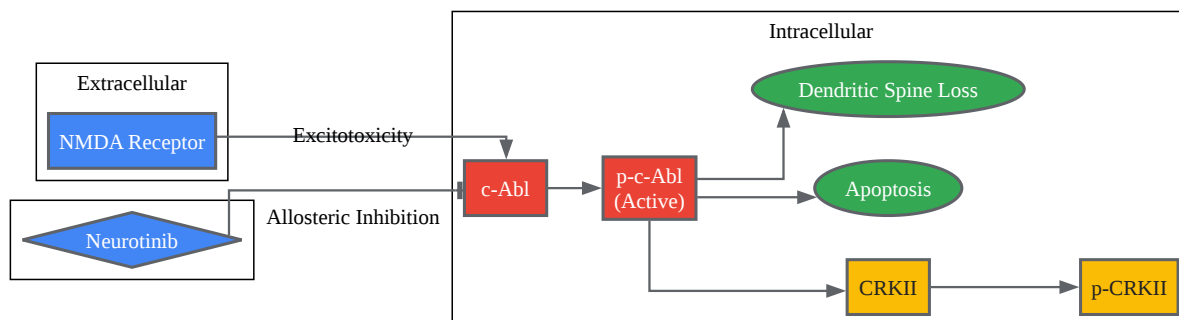 Intracellular
Extracellular
NMDA Receptor
Excitotoxicity
Dendritic Spine Loss
c-Abl
p-c-Abl
(Active)
Apoptosis
Neurotinib
Allosteric Inhibition
CRKII
p-CRKII